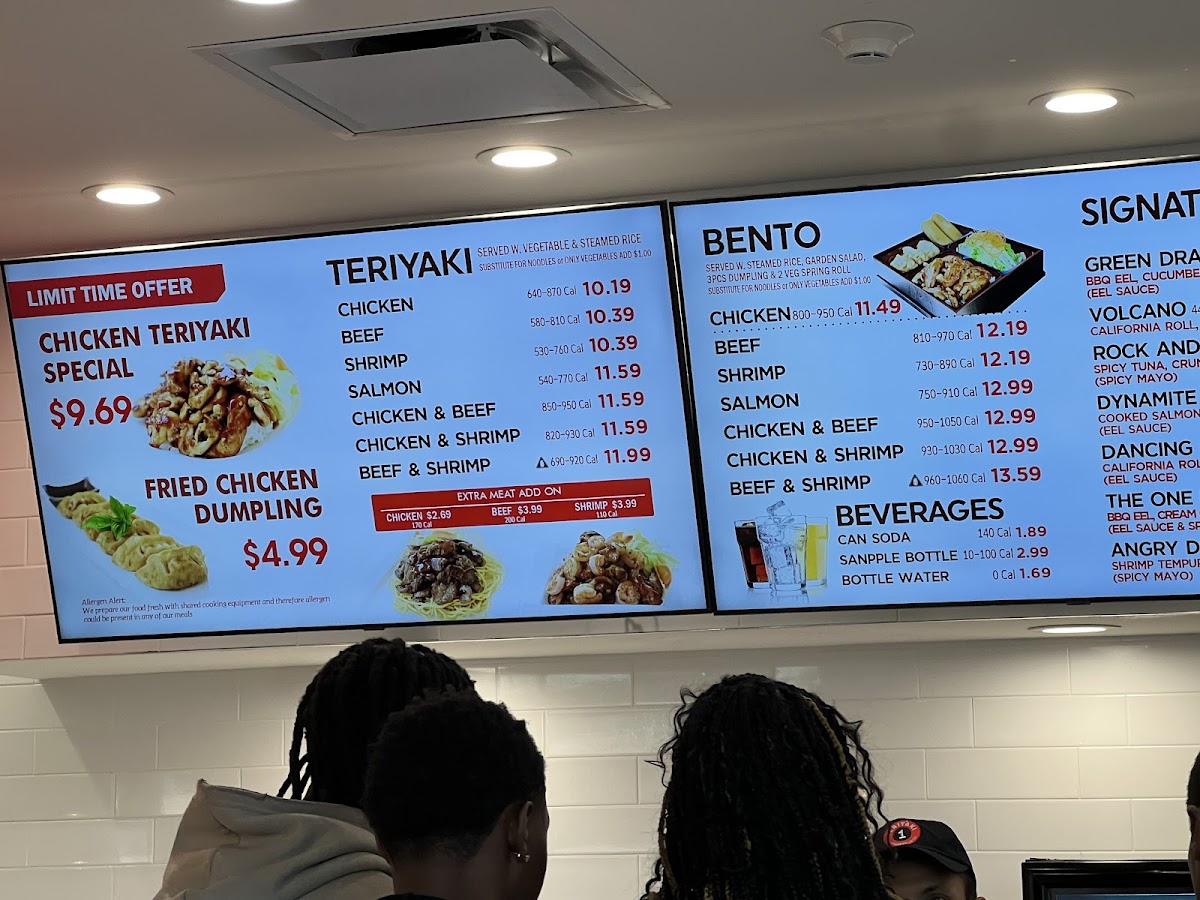 LIMIT TIME OFFER
CHICKEN TERIYAKI
SPECIAL
$9.69
FRIED CHICKEN
DUMPLING
$4.99
Allergen Alert:
We prepare our food fresh with shared cooking equipment and therefore allergen
could be present in any of our meals
TERIYAKI SERVED W. VEGETABLE & STEAMED RICE
SUBSTITUTE FOR NOODLES or ONLY VEGETABLES ADD $1.00
CHICKEN 640-870 Cal 10.19
BEEF 580-810 Cal 10.39
SHRIMP 530-760 Cal 10.39
SALMON 540-770 Cal 11.59
CHICKEN & BEEF 850-950 Cal 11.59
CHICKEN & SHRIMP 820-930 Cal 11.59
BEEF & SHRIMP 690-920 Cal 11.99
EXTRA MEAT ADD ON
CHICKEN $2.69 BEEF $3.99 SHRIMP $3.99
170 Cal 200 Cal 110 Cal
BENTO
SERVED W. STEAMED RICE, GARDEN SALAD,
3PCS DUMPLING & 2 VEG SPRING ROLL
SUBSTITUTE FOR NOODLES or ONLY VEGETABLES ADD $1.00
CHICKEN 800-950 Cal 11.49
BEEF 810-970 Cal 12.19
SHRIMP 730-890 Cal 12.19
SALMON 750-910 Cal 12.99
CHICKEN & BEEF 950-1050 Cal 12.99
CHICKEN & SHRIMP 930-1030 Cal 12.99
BEEF & SHRIMP 960-1060 Cal 13.59
BEVERAGES
CAN SODA 140 Cal 1.89
SANPPLE BOTTLE 10-100 Cal 2.99
BOTTLE WATER 0 Cal 1.69
SIGNAT
GREEN DRA
BBQ EEL, CUCUMBE
(EEL SAUCE)
VOLCANO
CALIFORNIA ROLL,
ROCK AND
SPICY TUNA, CRUN
(SPICY MAYO)
DYNAMITE
COOKED SALMON
(EEL SAUCE)
DANCING
CALIFORNIA ROL
(EEL SAUCE)
THE ONE
BBQ EEL, CREAM
(EEL SAUCE & SP
ANGRY D
SHRIMP TEMPUR
(SPICY MAYO)
1